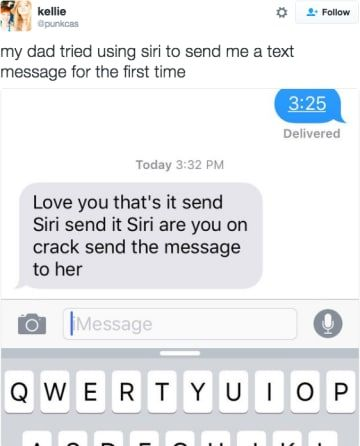 kellie
@punkcas
Follow
my dad tried using siri to send me a text
message for the first time
3:25
Delivered
Today 3:32 PM
Love you that's it send
Siri send it Siri are you on
crack send the message
to her
iMessage
Q W E R T Y U I O P